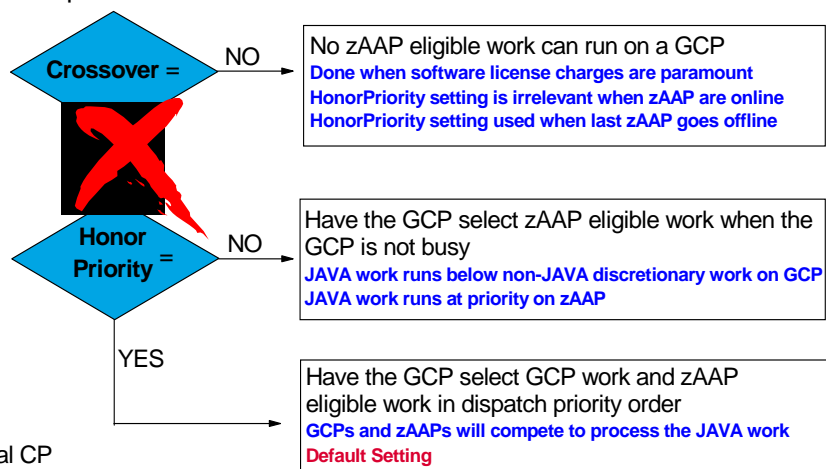 Crossover =
NO
No zAAP eligible work can run on a GCP
Done when software license charges are paramount
HonorPriority setting is irrelevant when zAAP are online
HonorPriority setting used when last zAAP goes offline
Honor
Priority =
NO
Have the GCP select zAAP eligible work when the
GCP is not busy
JAVA work runs below non-JAVA discretionary work on GCP
JAVA work runs at priority on zAAP
YES
Have the GCP select GCP work and zAAP
eligible work in dispatch priority order
GCPs and zAAPs will compete to process the JAVA work
Default Setting
al CP